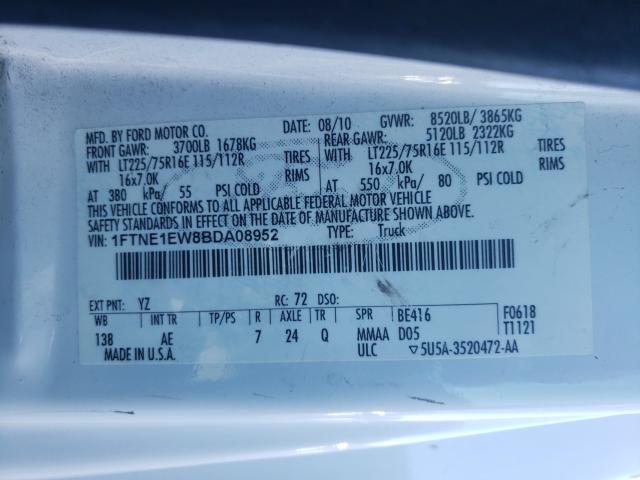 MFD. BY FORD MOTOR CO.
DATE: 08/10 GVWR: 8520LB/ 3865KG
FRONT GAWR: 3700LB 1678KG REAR GAWR: 5120LB 2322KG
WITH LT225/75R16E 115/112R TIRES WITH LT225/75R16E 115/112R TIRES
16x7.0K RIMS 16x7.0K RIMS
AT 380 kPa/ 55 PSI COLD AT 550 kPa/ 80 PSI COLD
THIS VEHICLE CONFORMS TO ALL APPLICABLE FEDERAL MOTOR VEHICLE
SAFETY STANDARDS IN EFFECT ON THE DATE OF MANUFACTURE SHOWN ABOVE.
VIN: 1FTNE1EW8BDA08952 TYPE: Truck
EXT PNT: YZ RC: 72 DSO:
WB INT TR TP/PS R AXLE TR SPR BE416 F0618
138 AE 7 24 Q MMAA D05 T1121
MADE IN U.S.A. ULC ▽5U5A-3520472-AA